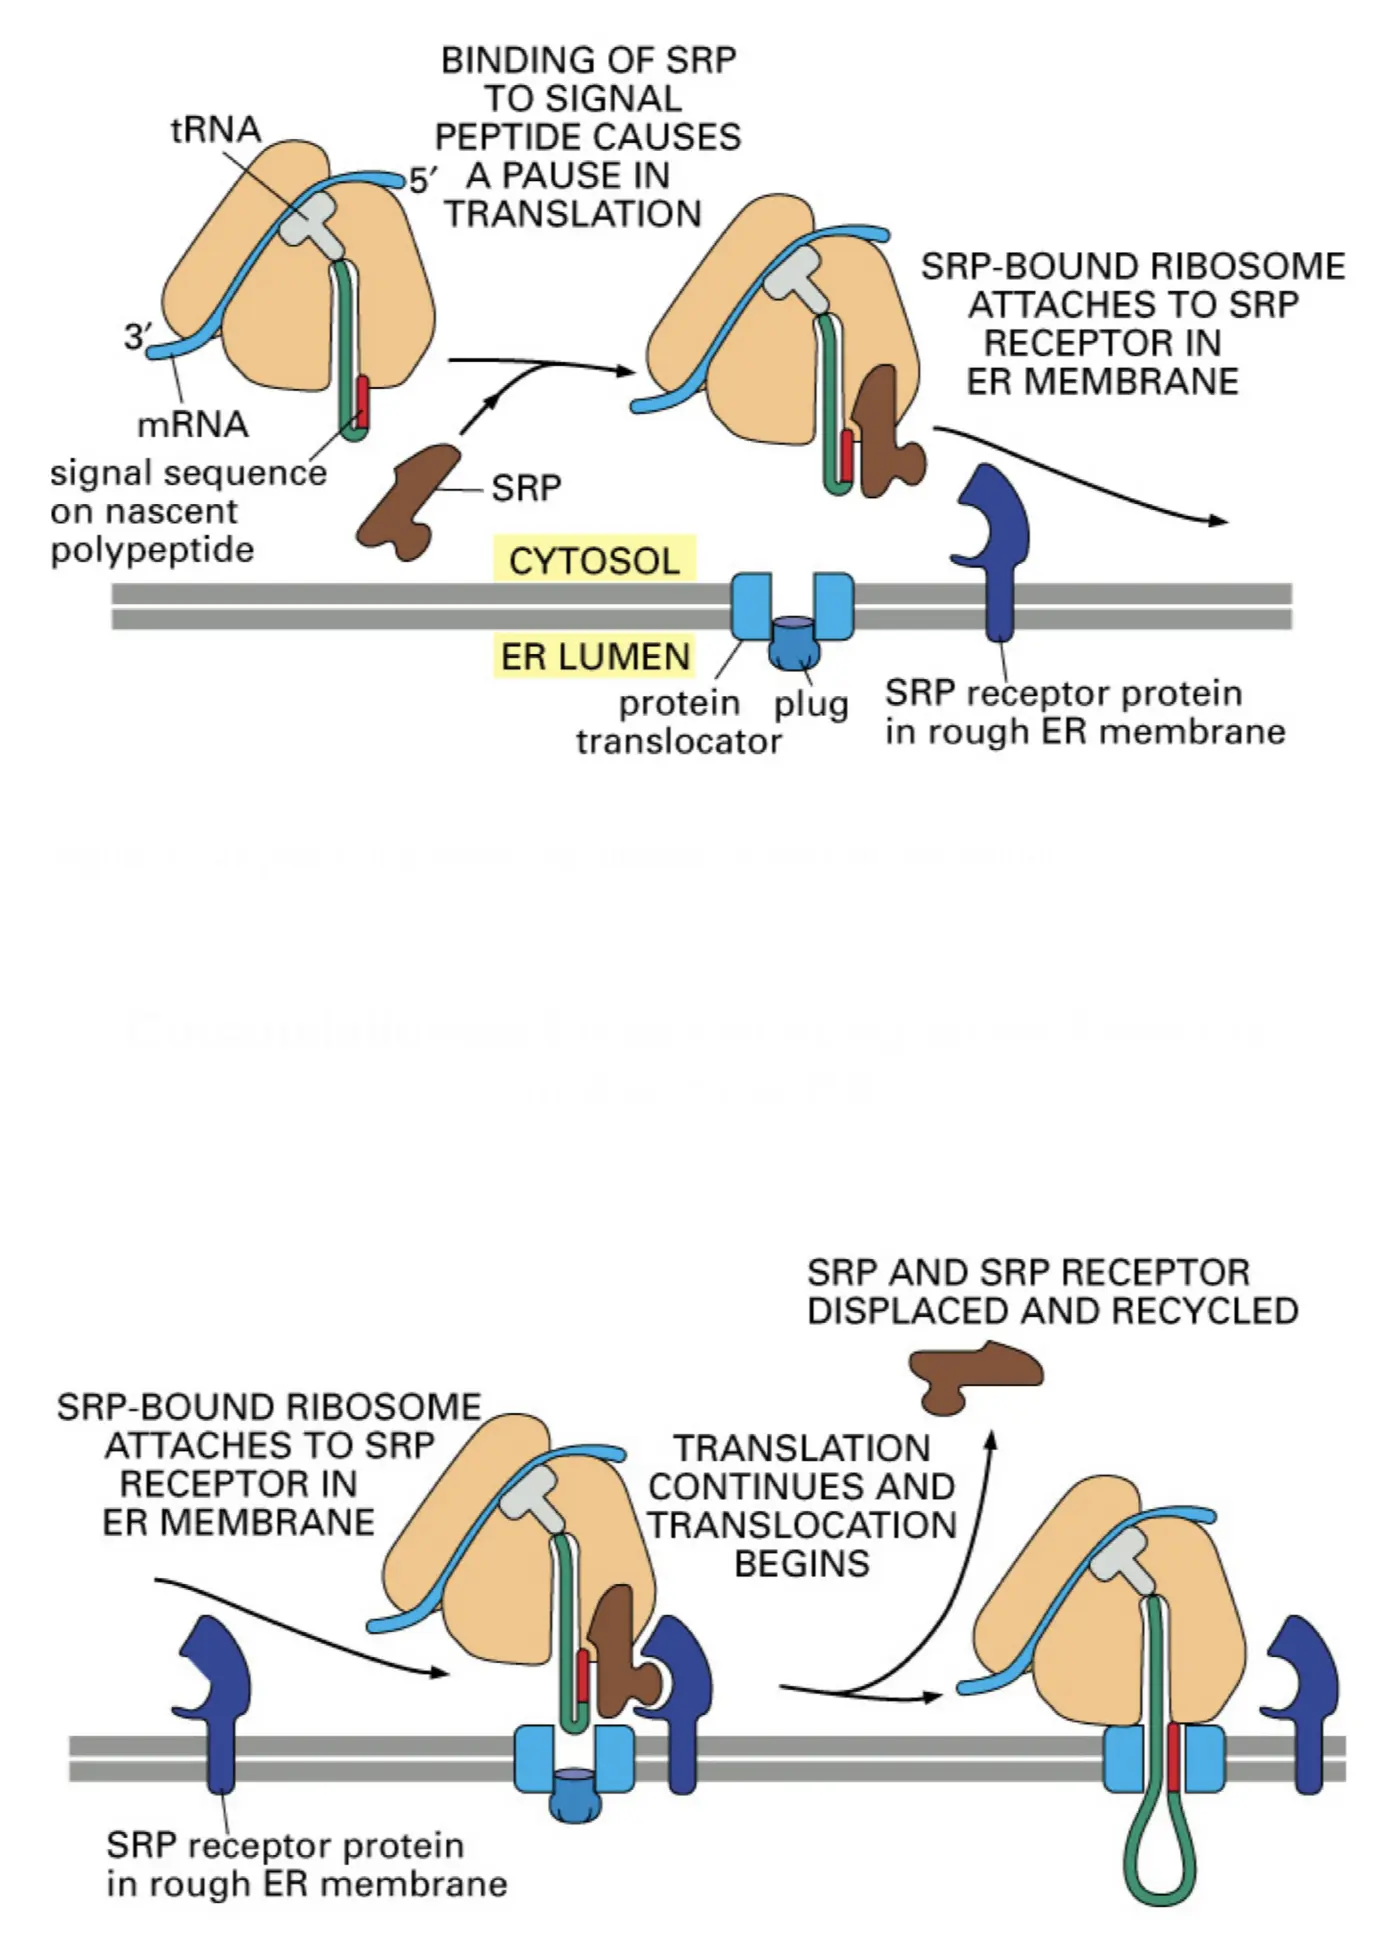 BINDING OF SRP
TO SIGNAL
PEPTIDE CAUSES
A PAUSE IN
TRANSLATION
tRNA
5′
3′
mRNA
signal sequence
on nascent
polypeptide
SRP
SRP-BOUND RIBOSOME
ATTACHES TO SRP
RECEPTOR IN
ER MEMBRANE
CYTOSOL
ER LUMEN
protein
translocator
plug
SRP receptor protein
in rough ER membrane
SRP AND SRP RECEPTOR
DISPLACED AND RECYCLED
SRP-BOUND RIBOSOME
ATTACHES TO SRP
RECEPTOR IN
ER MEMBRANE
TRANSLATION
CONTINUES AND
TRANSLOCATION
BEGINS
SRP receptor protein
in rough ER membrane